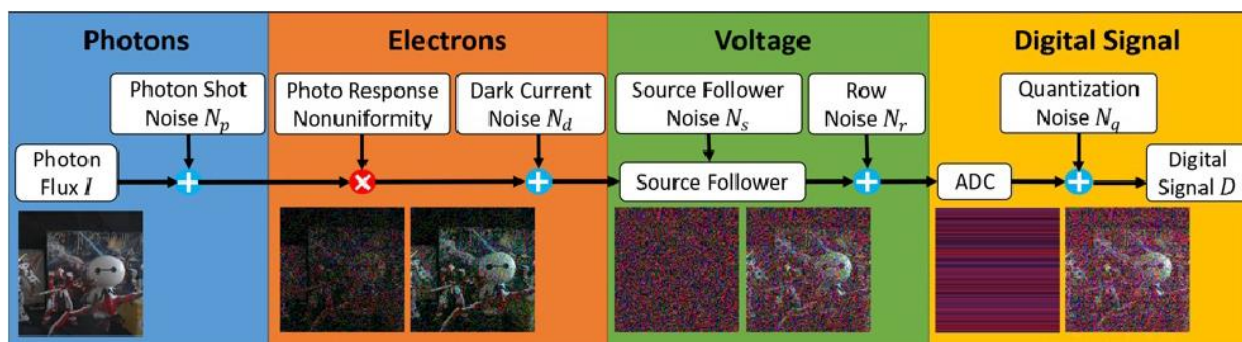 Photons
Electrons
Voltage
Digital Signal
Photon Shot
Noise N_p
Photo Response
Nonuniformity
Dark Current
Noise N_d
Source Follower
Noise N_s
Row
Noise N_r
Quantization
Noise N_q
Photon
Flux I
Source Follower
ADC
Digital
Signal D